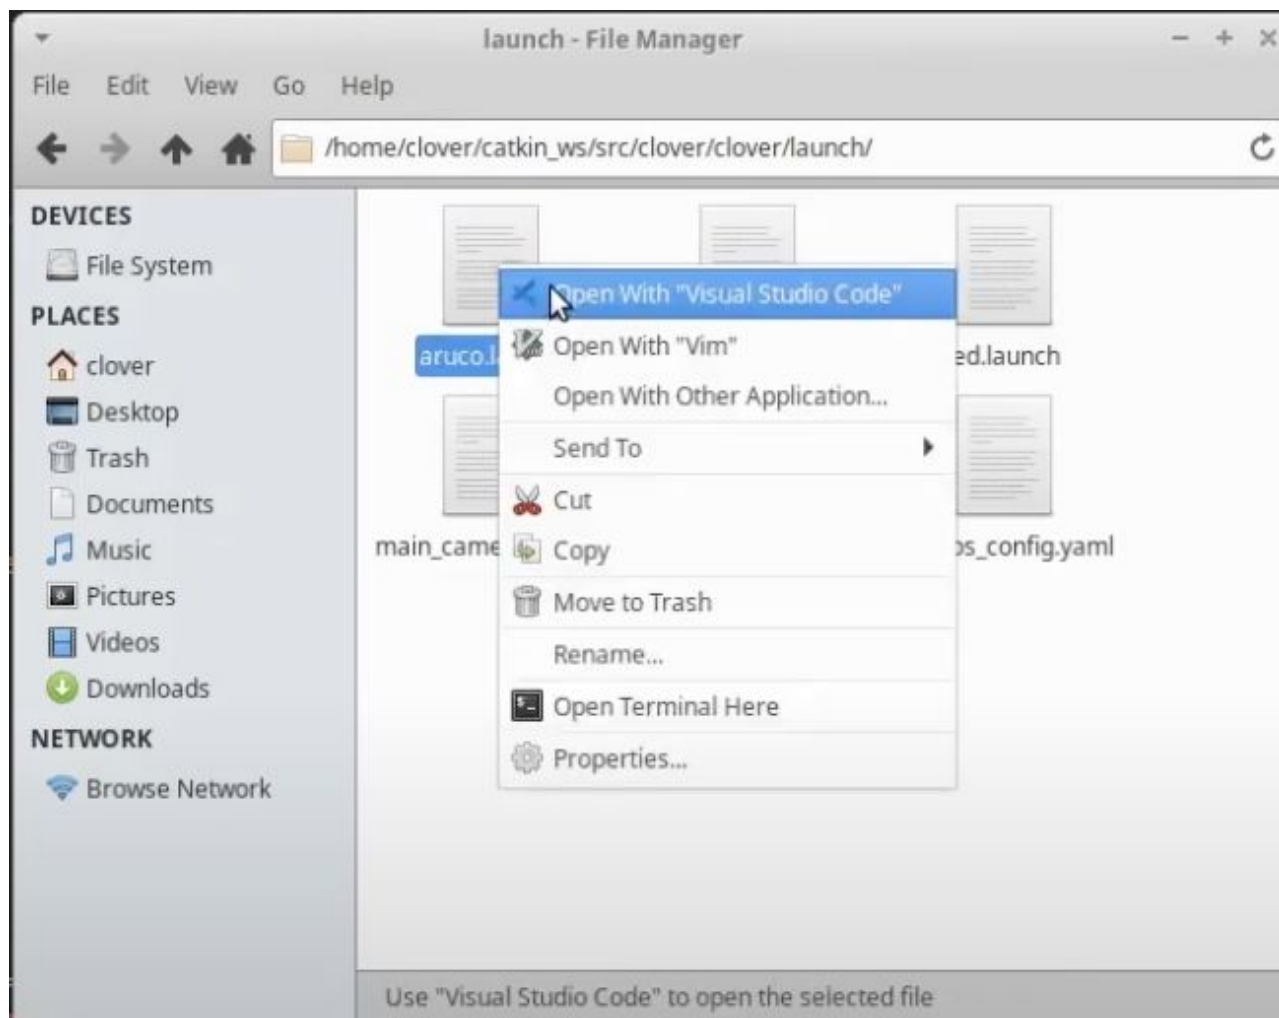 launch - File Manager
File Edit View Go Help
/home/clover/catkin_ws/src/clover/clover/launch/
DEVICES
File System
PLACES
clover
Desktop
Trash
Documents
Music
Pictures
Videos
Downloads
NETWORK
Browse Network
aruco.l
ed.launch
main_came
os_config.yaml
Open With "Visual Studio Code"
Open With "Vim"
Open With Other Application...
Send To
Cut
Copy
Move to Trash
Rename...
Open Terminal Here
Properties...
Use "Visual Studio Code" to open the selected file